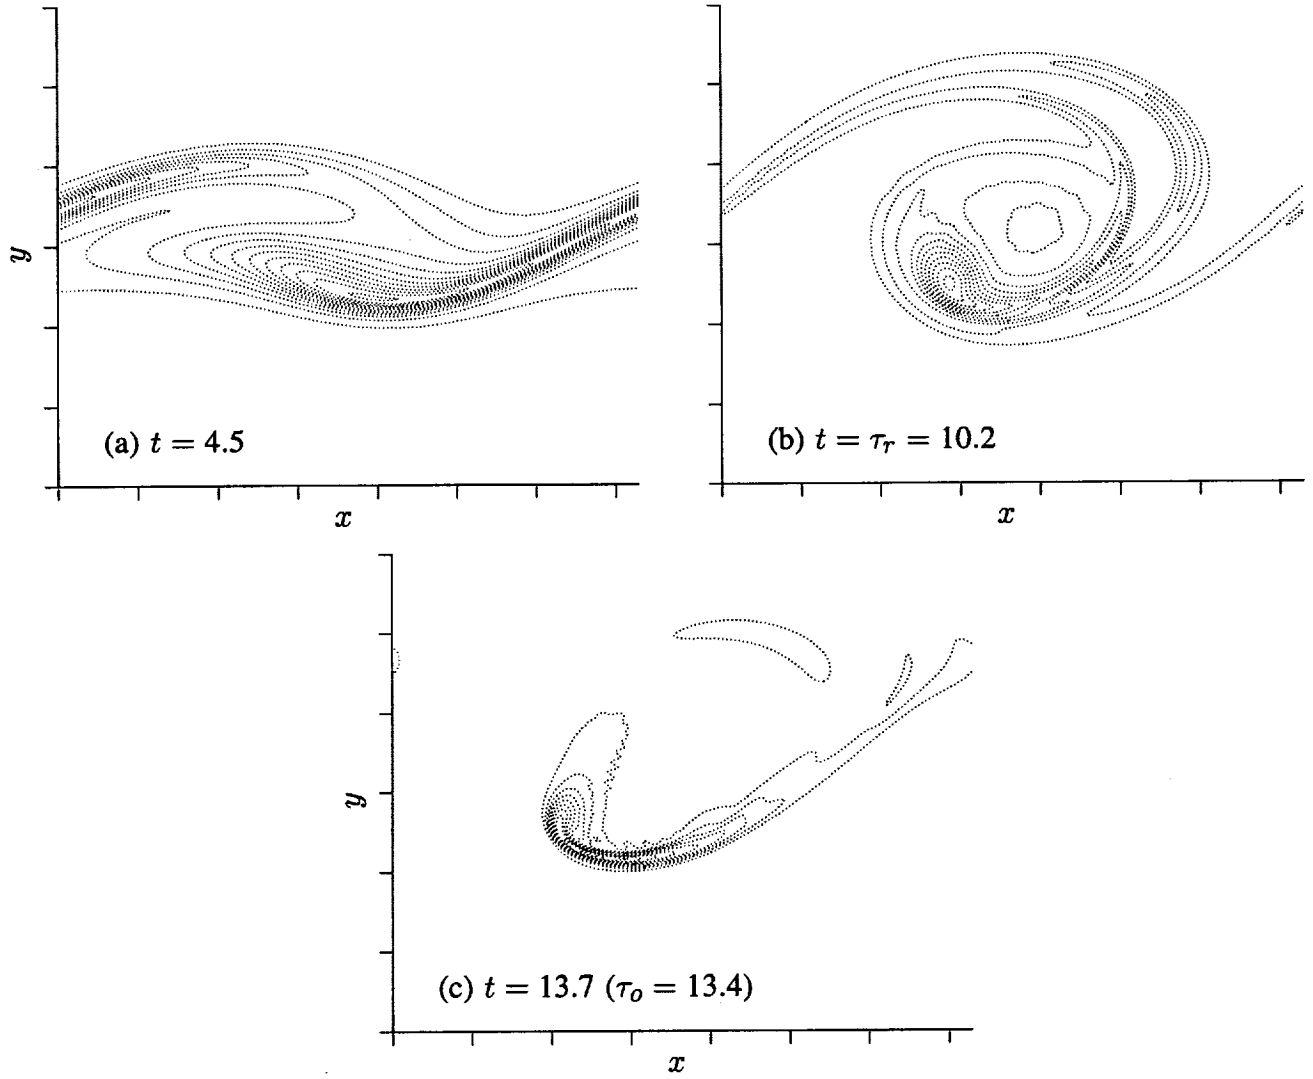 y
(a) t = 4.5
x
(b) t = τr = 10.2
x
y
(c) t = 13.7 (τo = 13.4)
x